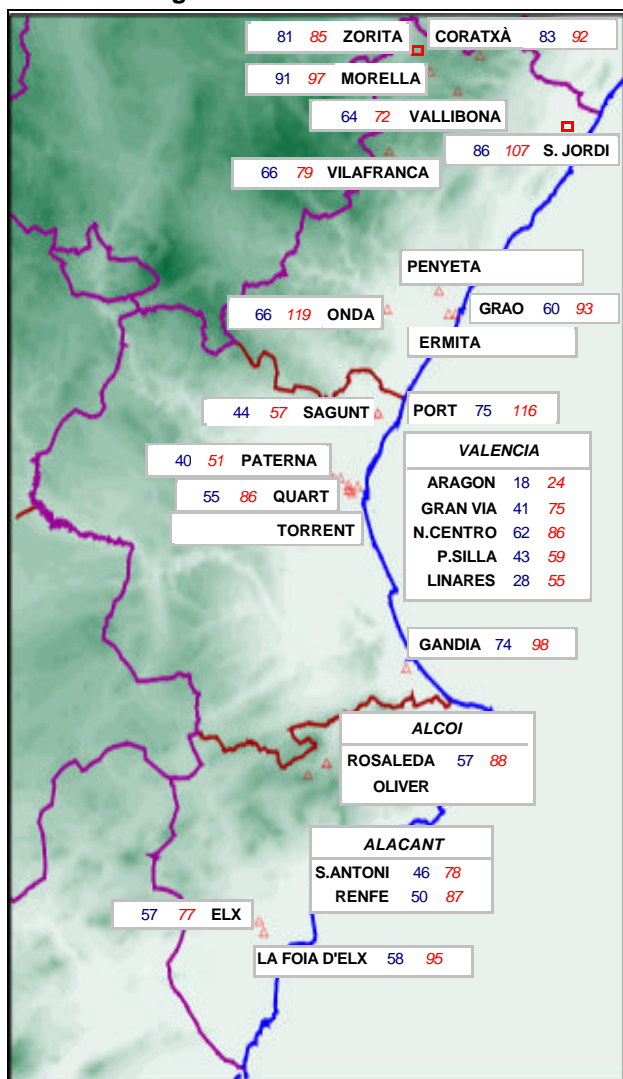 81 85 ZORITA
CORATXÀ 83 92
91 97 MORELLA
64 72 VALLIBONA
86 107 S. JORDI
66 79 VILAFRANCA
PENYETA
66 119 ONDA
GRAO 60 93
ERMITA
44 57 SAGUNT
PORT 75 116
40 51 PATERNA
55 86 QUART
TORRENT
VALENCIA
ARAGON 18 24
GRAN VIA 41 75
N.CENTRO 62 86
P.SILLA 43 59
LINARES 28 55
GANDIA 74 98
ALCOI
ROSALEDA 57 88
OLIVER
ALACANT
S.ANTONI 46 78
RENFE 50 87
57 77 ELX
LA FOIA D'ELX 58 95